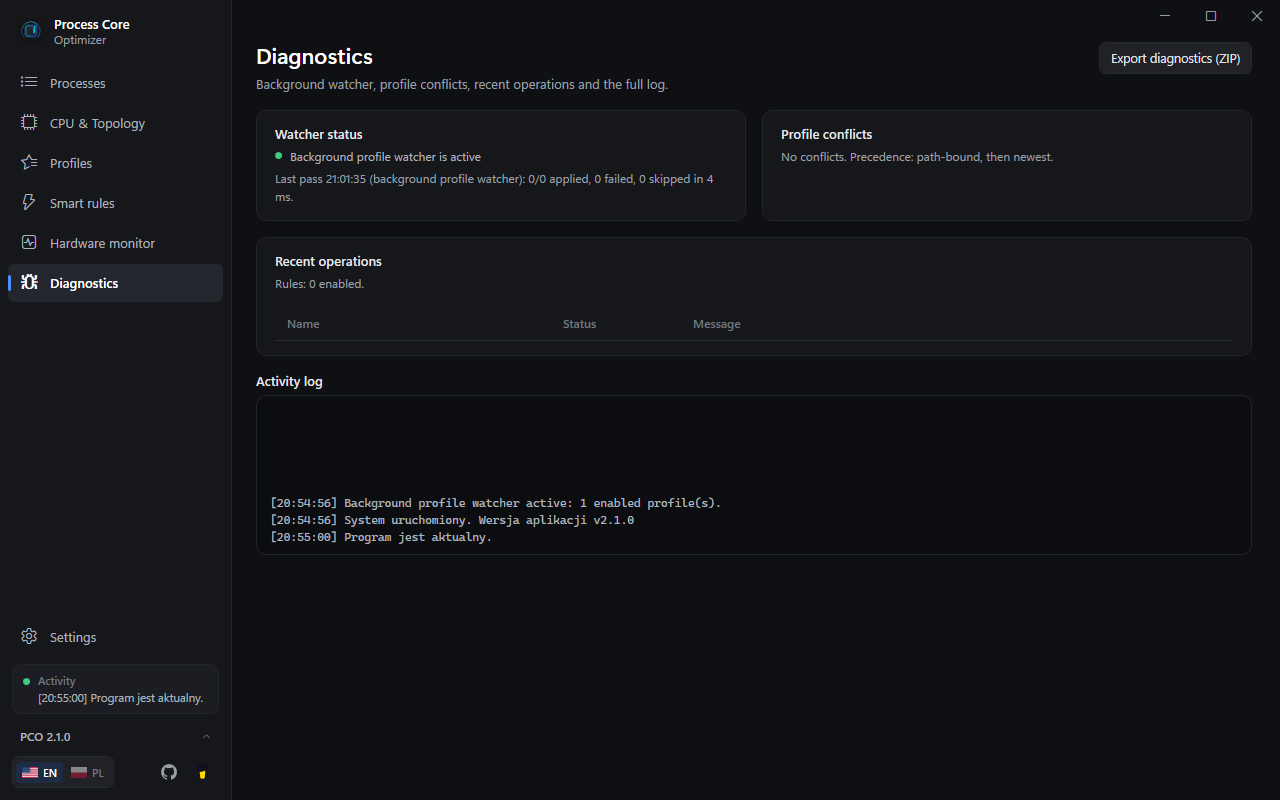 Process Core
Optimizer
Processes
CPU & Topology
Profiles
Smart rules
Hardware monitor
Diagnostics
Settings
Activity
[20:55:00] Program jest aktualny.
PCO 2.1.0
EN
PL
Diagnostics
Background watcher, profile conflicts, recent operations and the full log.
Export diagnostics (ZIP)
Watcher status
Background profile watcher is active
Last pass 21:01:35 (background profile watcher): 0/0 applied, 0 failed, 0 skipped in 4
ms.
Profile conflicts
No conflicts. Precedence: path-bound, then newest.
Recent operations
Rules: 0 enabled.
Name Status Message
Activity log
[20:54:56] Background profile watcher active: 1 enabled profile(s).
[20:54:56] System uruchomiony. Wersja aplikacji v2.1.0
[20:55:00] Program jest aktualny.